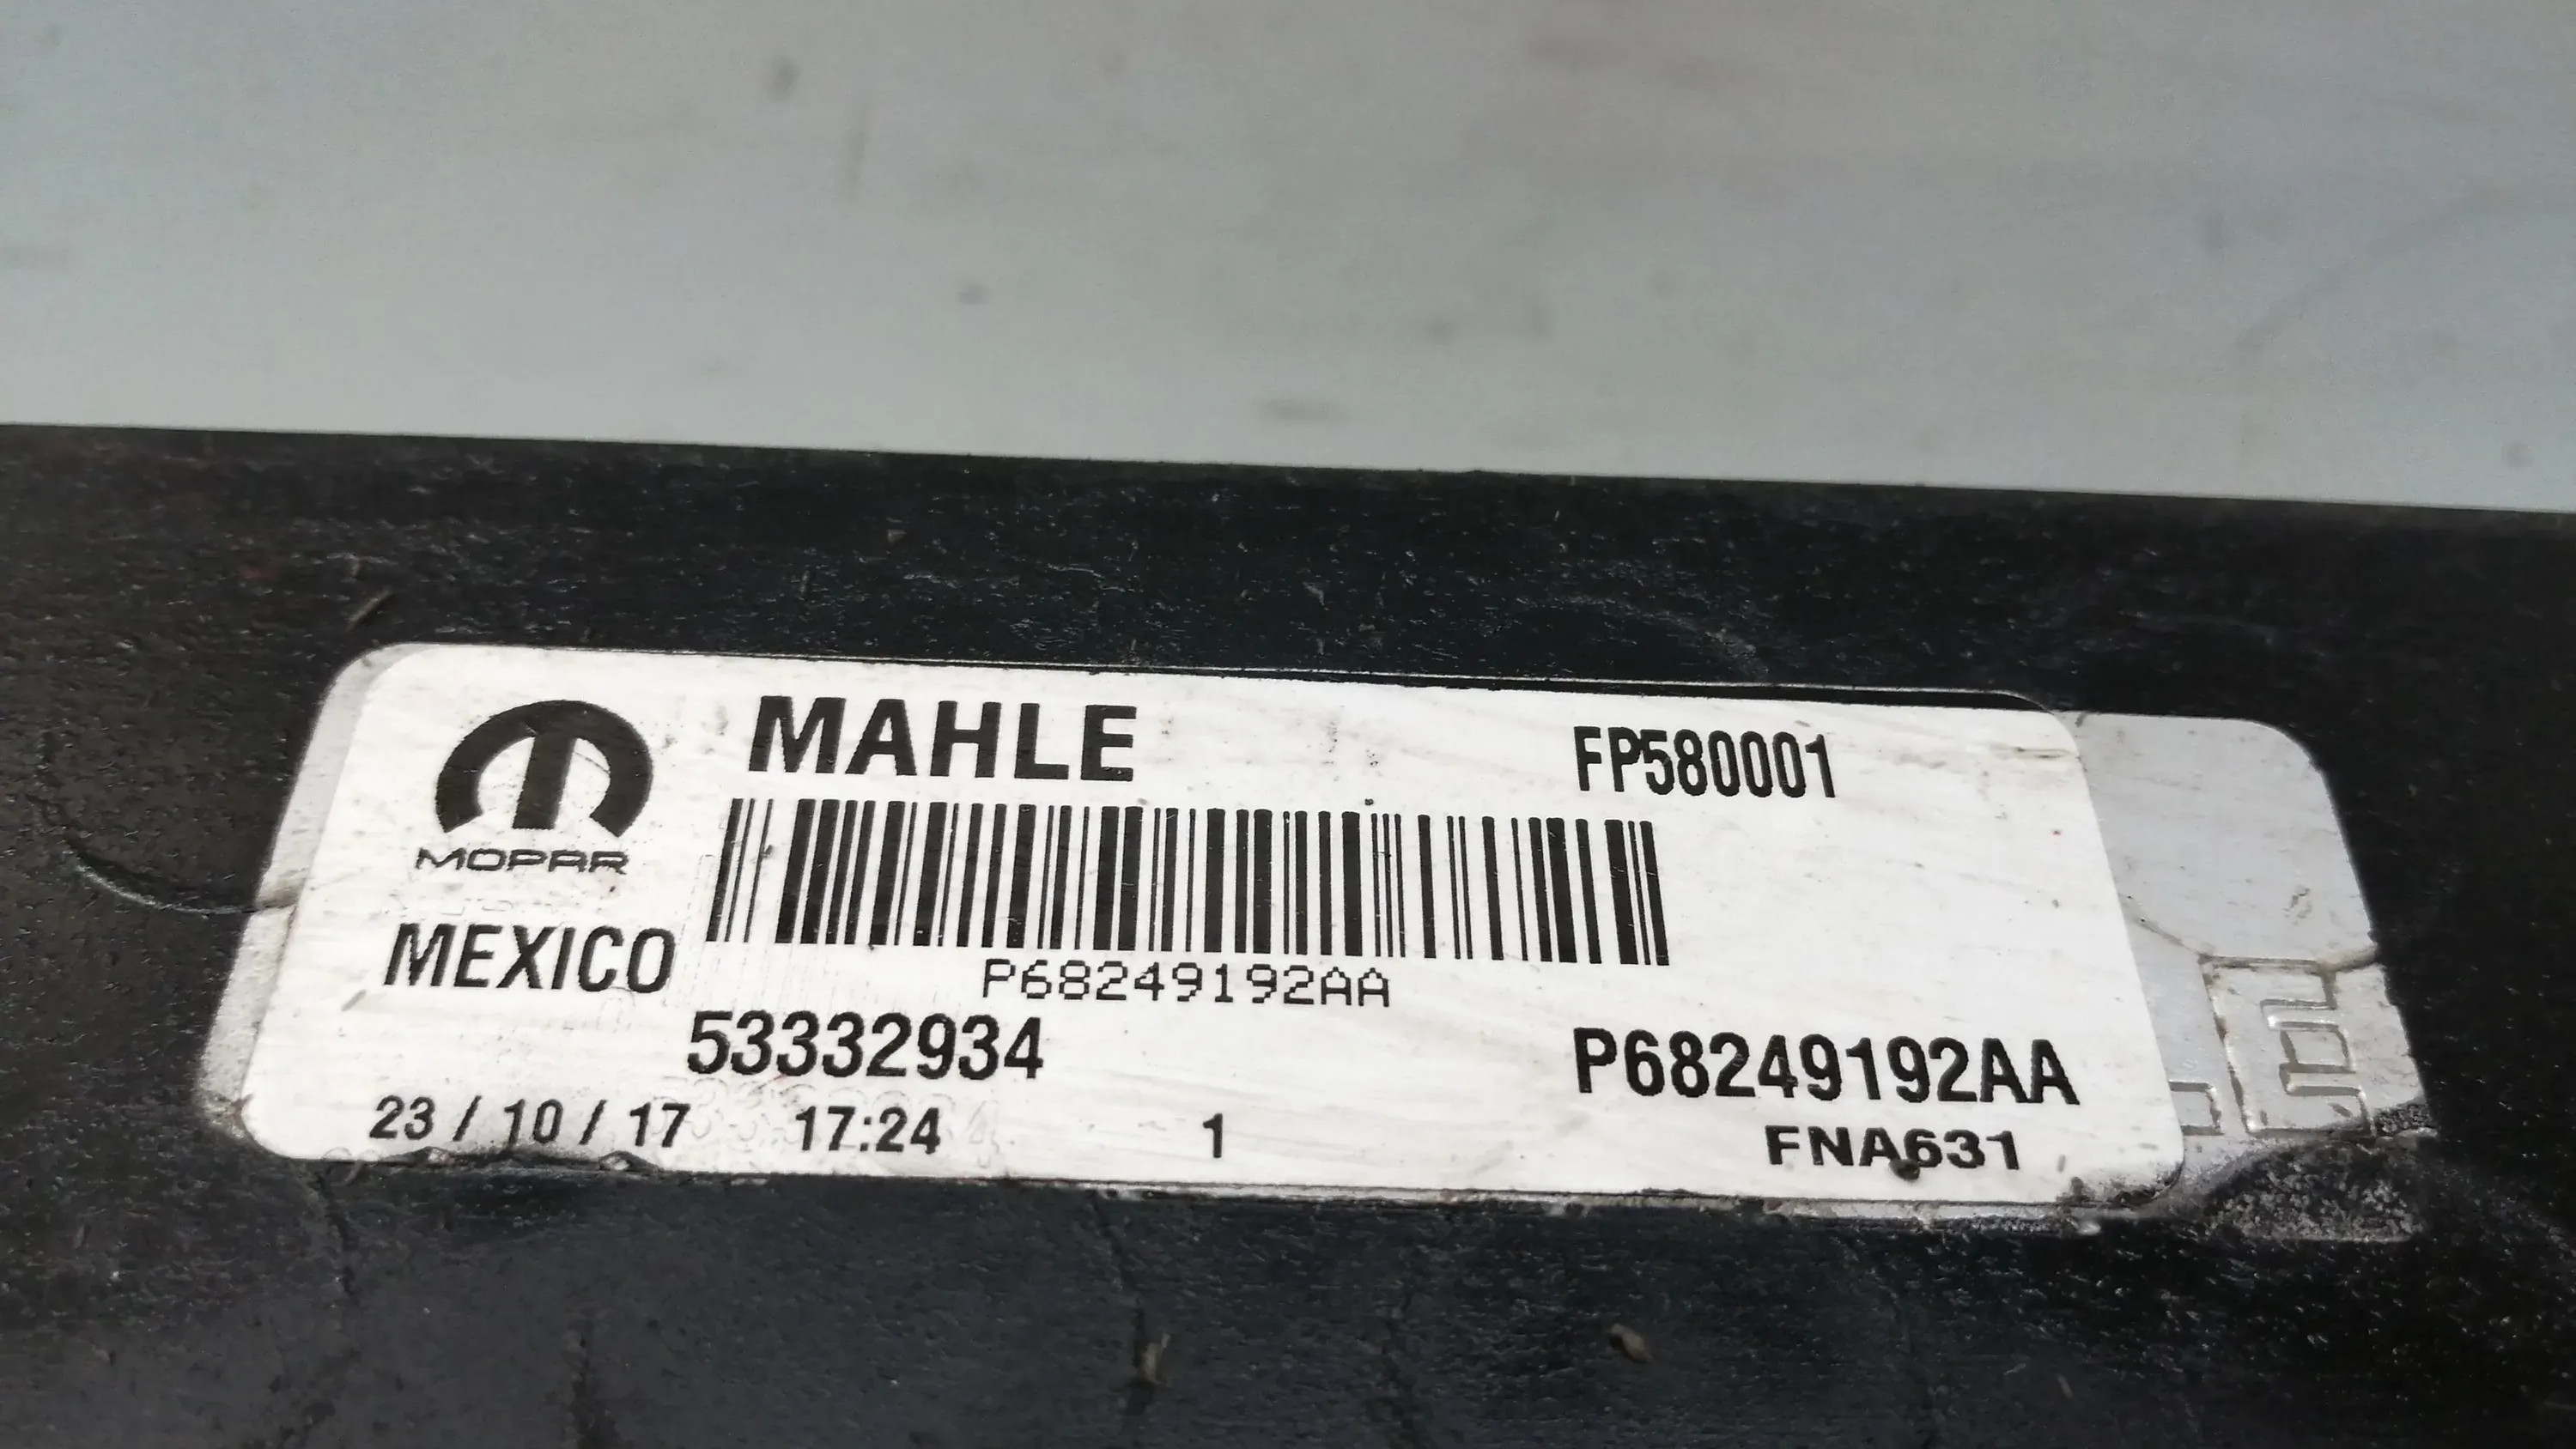 MAHLE
FP580001
MOPAR
MEXICO
P68249192AA
53332934
P68249192AA
23 / 10 / 17 17:24 1
FNA631